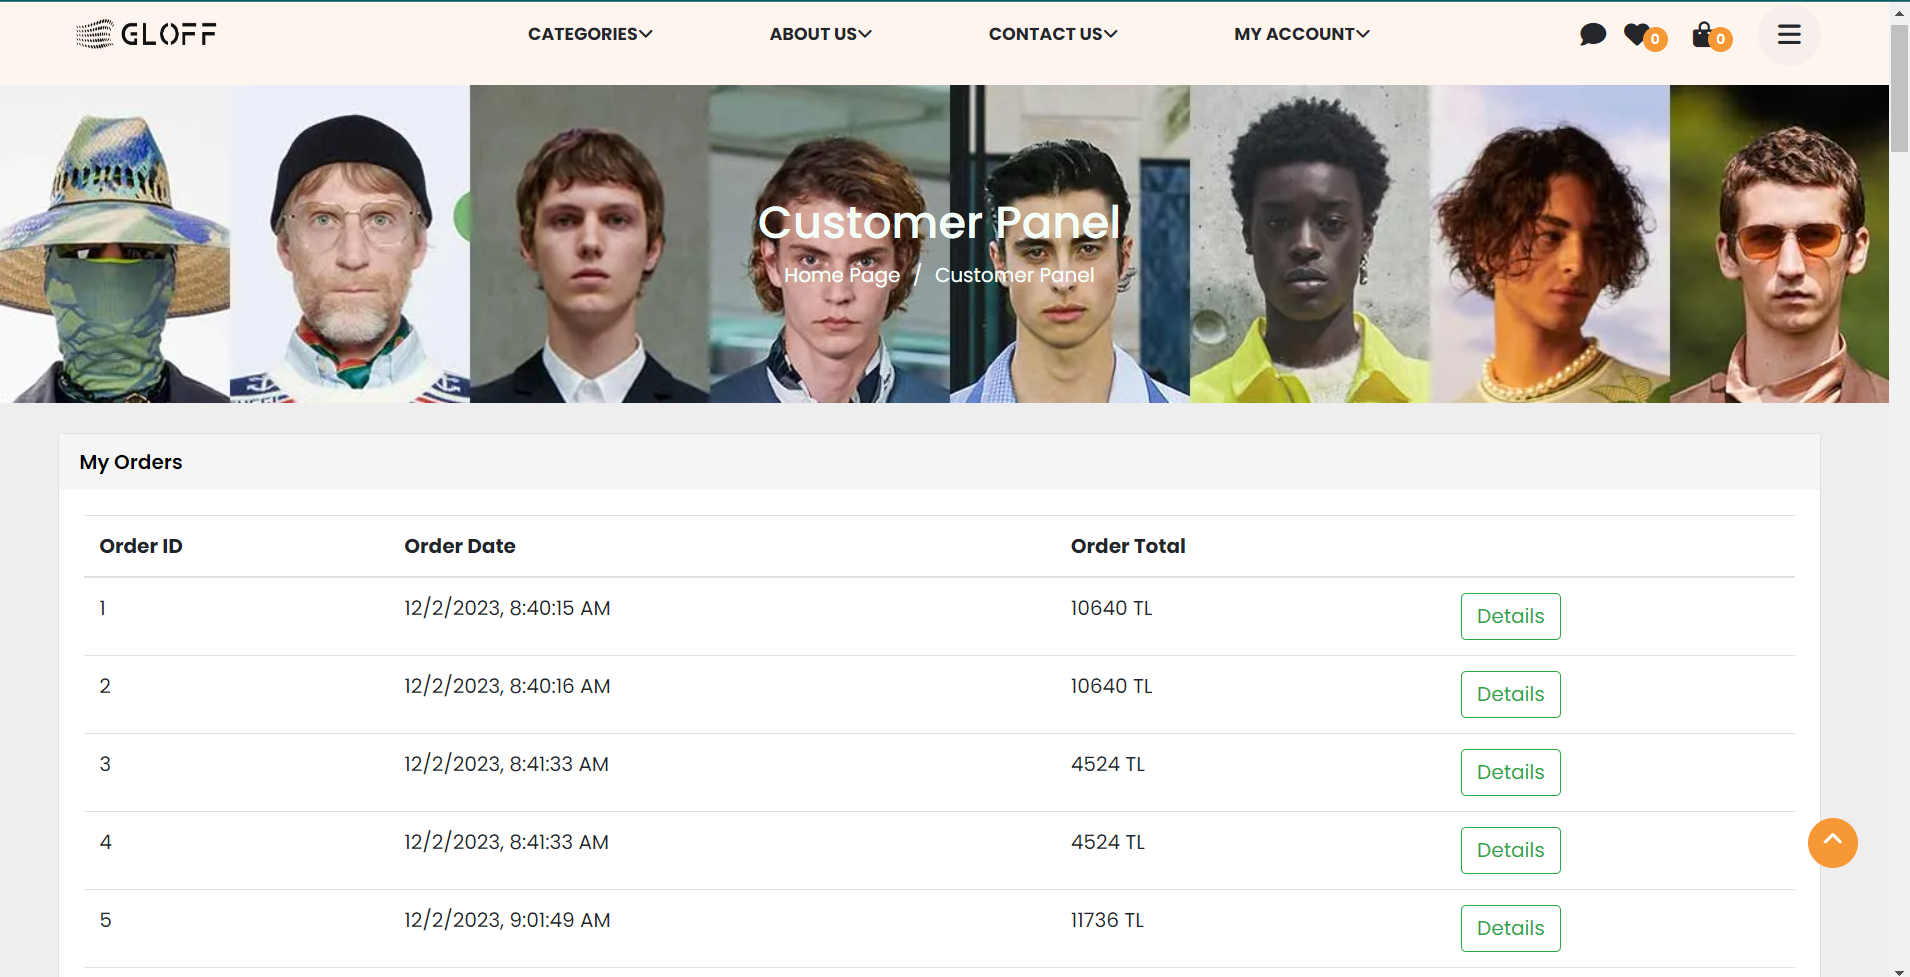 GLOFF CATEGORIES ABOUT US CONTACT US MY ACCOUNT 0 0
Customer Panel
Home Page / Customer Panel
My Orders
Order ID Order Date Order Total
1 12/2/2023, 8:40:15 AM 10640 TL Details
2 12/2/2023, 8:40:16 AM 10640 TL Details
3 12/2/2023, 8:41:33 AM 4524 TL Details
4 12/2/2023, 8:41:33 AM 4524 TL Details
5 12/2/2023, 9:01:49 AM 11736 TL Details